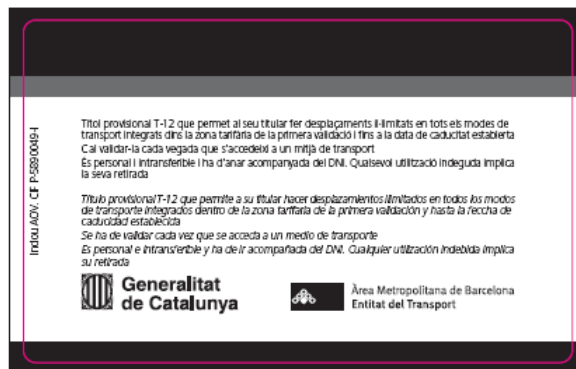 Títol provisional T-12 que permet al seu titular fer desplaçaments il·limitats en tots els modes de
transport integrats dins la zona tarifària de la primera validació i fins a la data de caducitat establerta
Cal validar-la cada vegada que s'accedeixi a un mitjà de transport
És personal i intransferible i ha d'anar acompanyada del DNI. Qualsevol utilització indeguda implica
la seva retirada
Título provisional T-12 que permite a su titular hacer desplazamientos ilimitados en todos los modos
de transporte integrados dentro de la zona tarifaria de la primera validación y hasta la feccha de
caducidad establecida
Se ha de validar cada vez que se acceda a un medio de transporte
Es personal e intransferible y ha de ir acompañada del DNI. Cualquier utilización indebida implica
su retirada
Generalitat
de Catalunya
Àrea Metropolitana de Barcelona
Entitat del Transport
CIF P-5890049-I